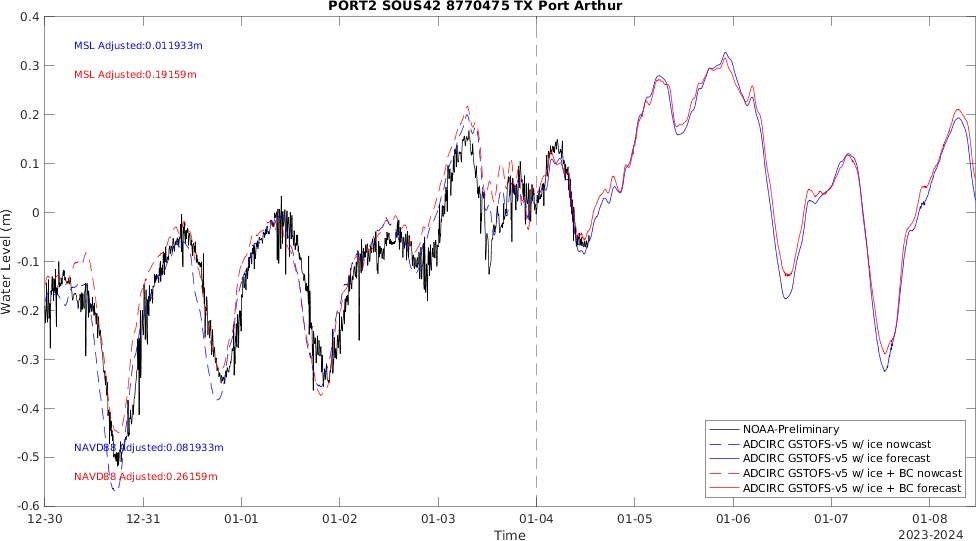 PORT2 SOUS42 8770475 TX Port Arthur
0.4
0.3
0.2
0.1
0
-0.1
-0.2
-0.3
-0.4
-0.5
-0.6
Water Level (m)
MSL Adjusted:0.011933m
MSL Adjusted:0.19159m
NAVD88 Adjusted:0.081933m
NAVD88 Adjusted:0.26159m
NOAA-Preliminary
ADCIRC GSTOFS-v5 w/ ice nowcast
ADCIRC GSTOFS-v5 w/ ice forecast
ADCIRC GSTOFS-v5 w/ ice + BC nowcast
ADCIRC GSTOFS-v5 w/ ice + BC forecast
12-30 12-31 01-01 01-02 01-03 01-04 01-05 01-06 01-07 01-08
Time
2023-2024